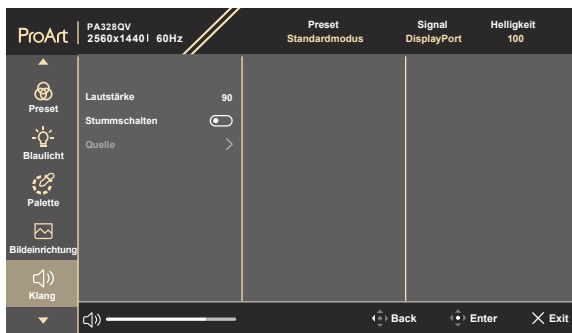 ProArt
PA328QV
2560x1440 60Hz
Preset
Standardmodus
Signal
DisplayPort
Helligkeit
100
Preset
Blaulicht
Palette
Bildeinrichtung
Klang
Lautstärke 90
Stummschalten
Quelle
Back
Enter
Exit